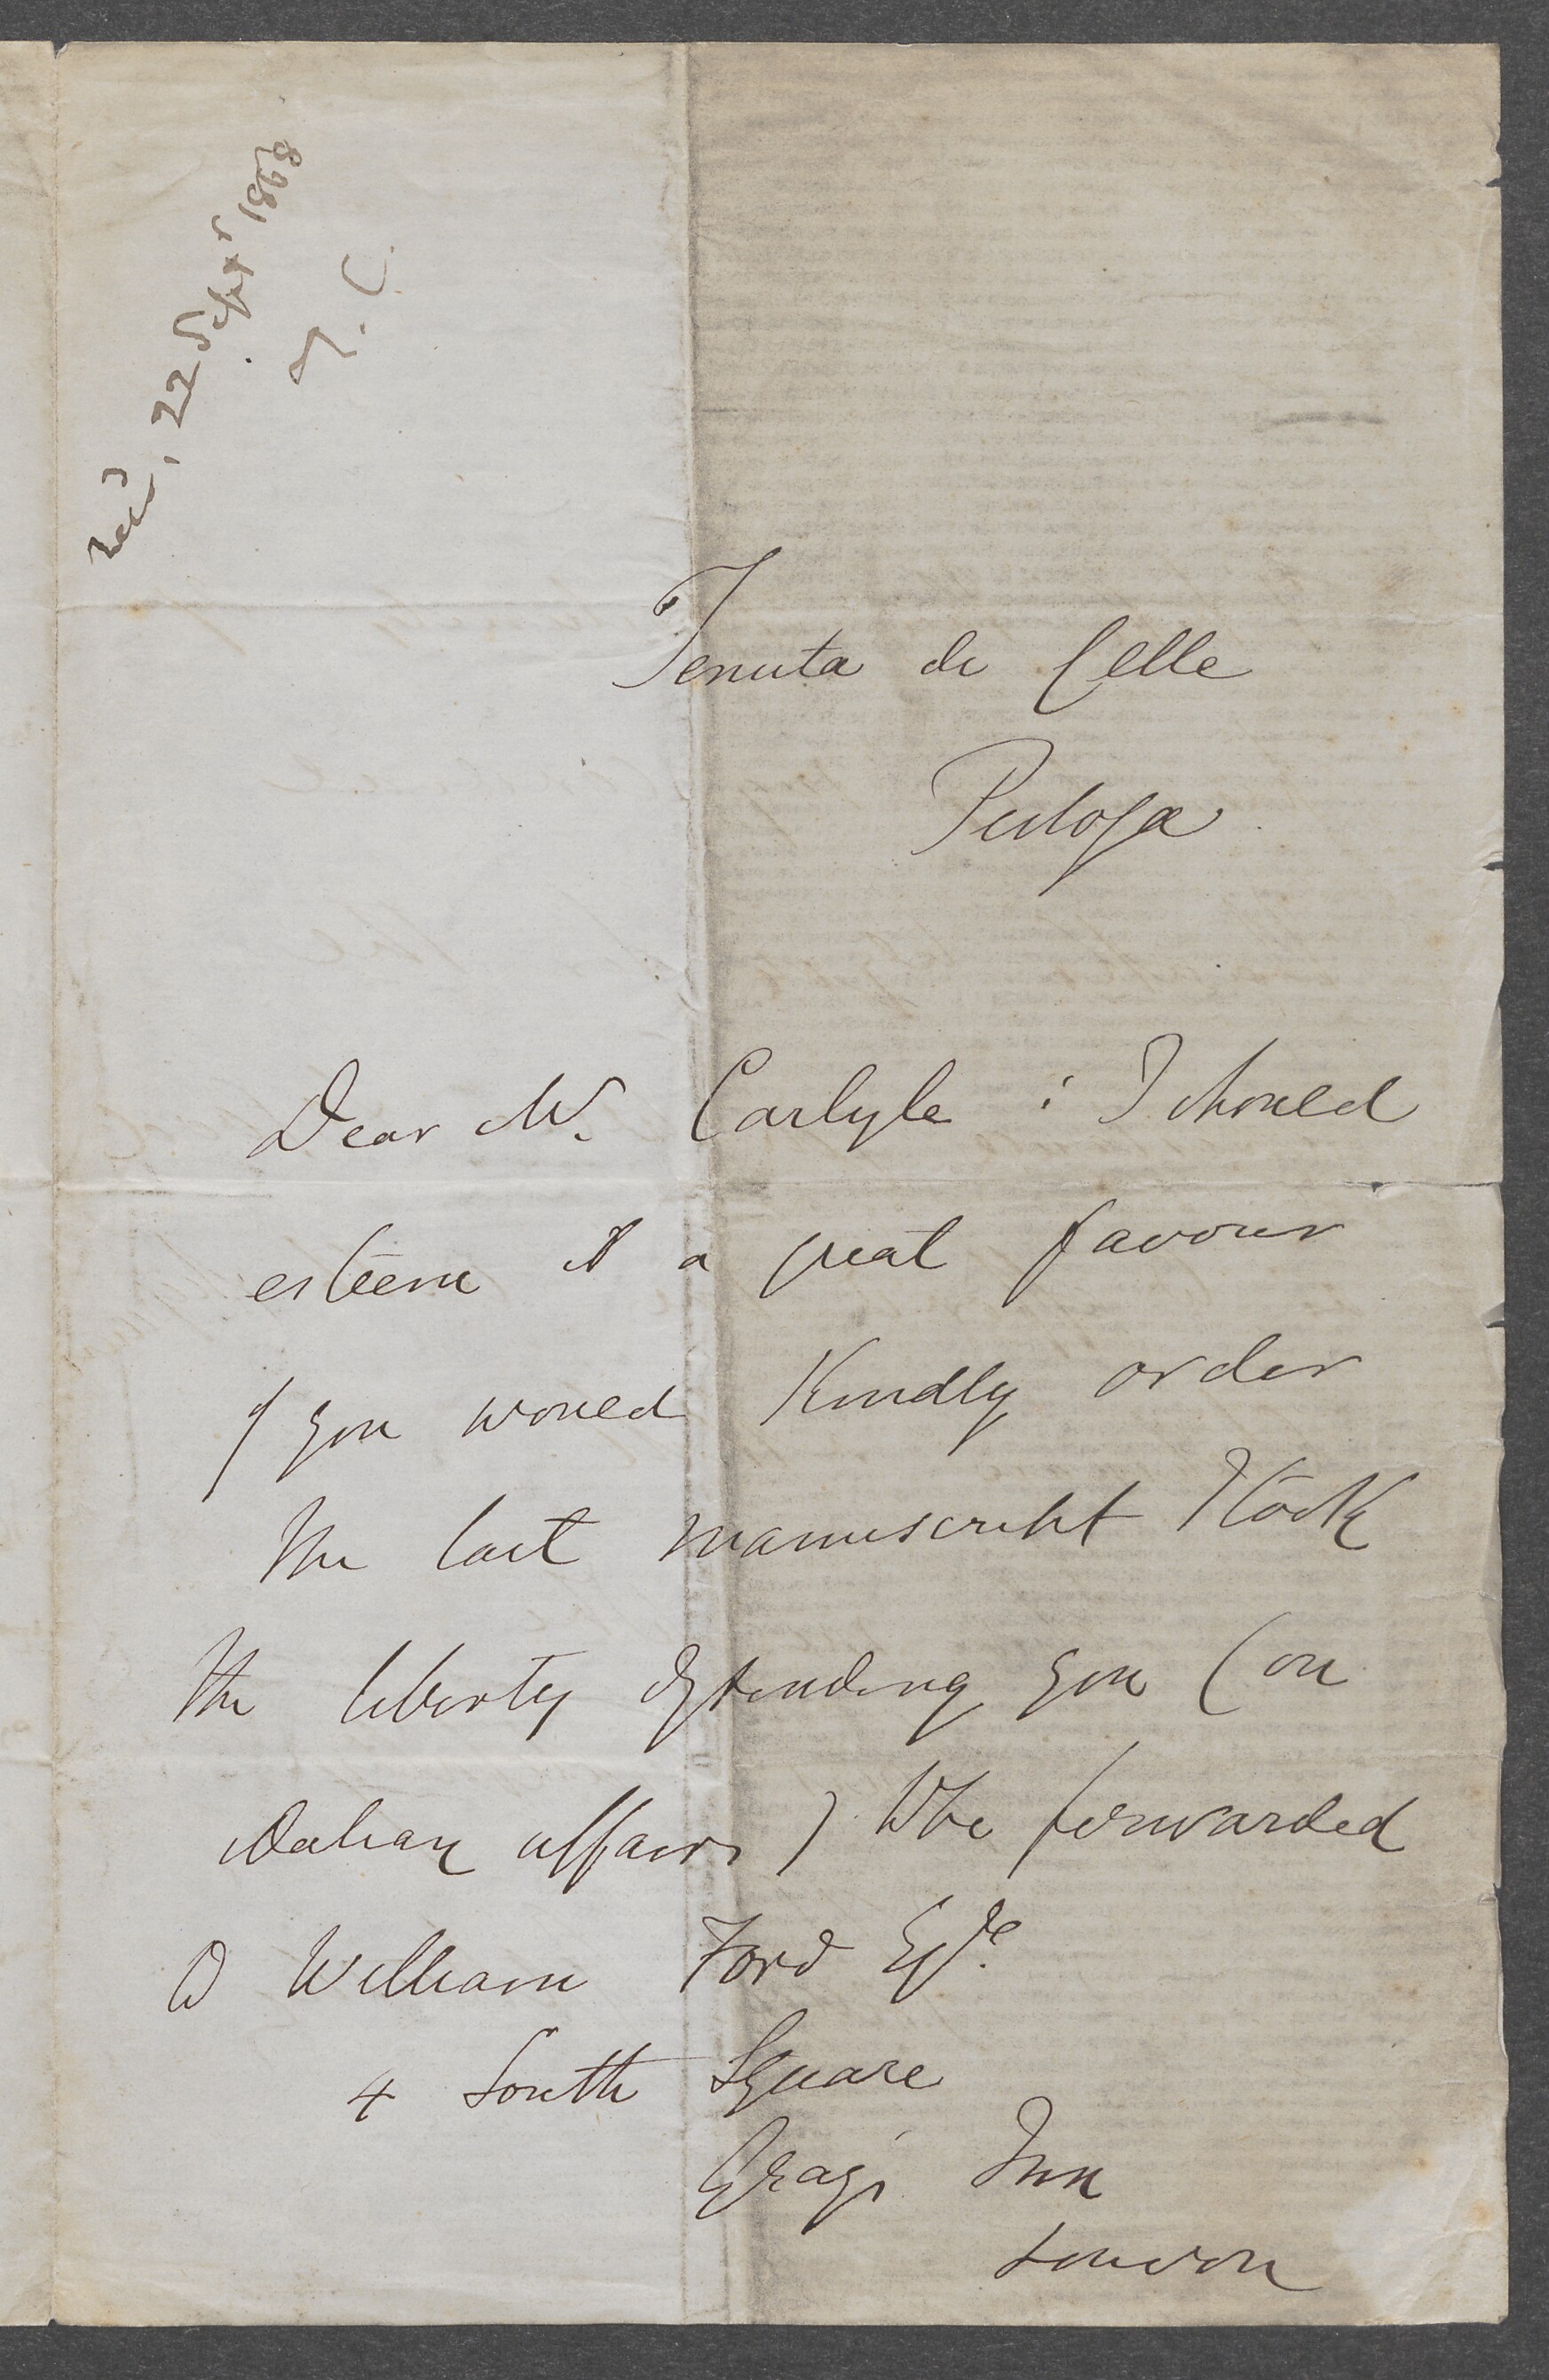 recd, 22 Septr, 1868
T. C.
Tenuta di Celle
Pistoja
Dear Mr. Carlyle : I should
esteem it a great favour
if you would kindly order
the last manuscript I took
the liberty of sending you (on
Italian affairs) to be forwarded
to William Ford Esqre.
4 South Square
Gray's Inn
London